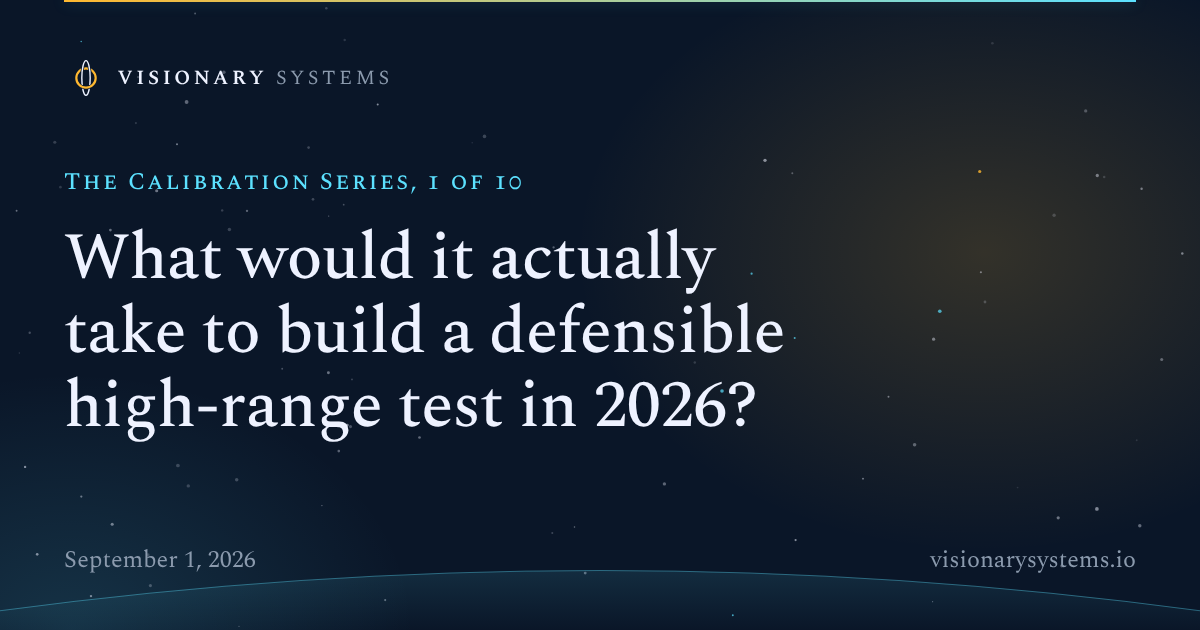 VISIONARY SYSTEMS
The Calibration Series, 1 of 10
What would it actually
take to build a defensible
high-range test in 2026?
September 1, 2026
visionarysystems.io